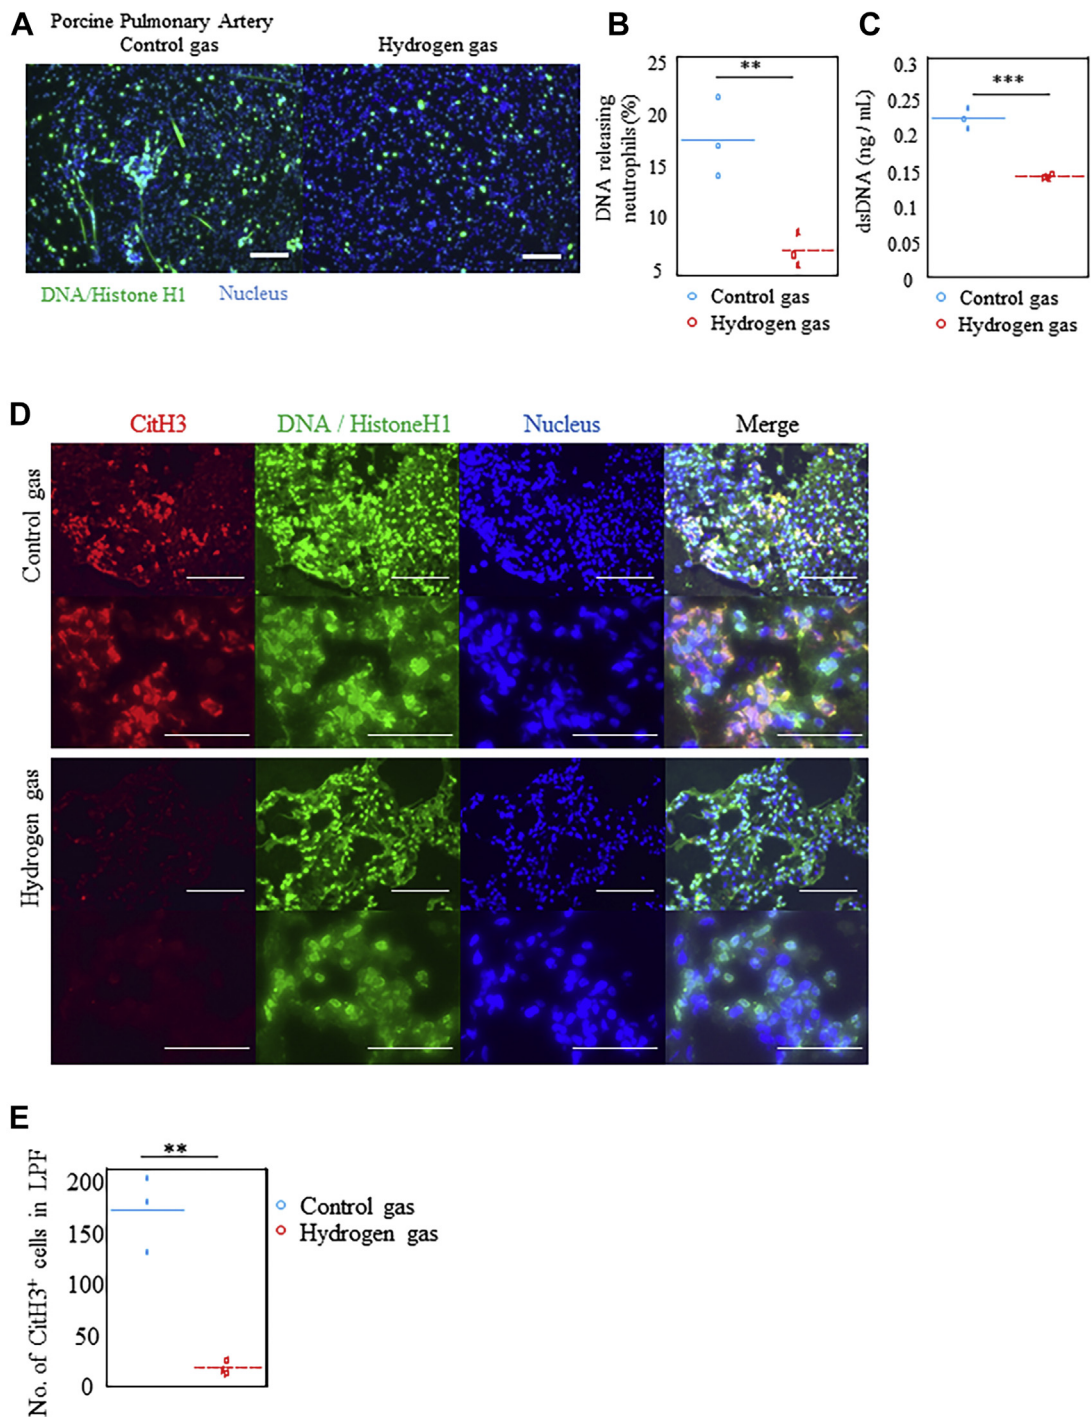 A
Porcine Pulmonary Artery
Control gas
Hydrogen gas
DNA/Histone H1
Nucleus
B
DNA releasing
neutrophils (%)
25
20
15
10
5
**
Control gas
Hydrogen gas
C
dsDNA (ng / mL)
0.3
0.25
0.2
0.15
0.1
0.05
0
***
Control gas
Hydrogen gas
D
CitH3
DNA / HistoneH1
Nucleus
Merge
Control gas
Hydrogen gas
E
No. of CitH3⁺ cells in LPF
200
150
100
50
0
**
Control gas
Hydrogen gas